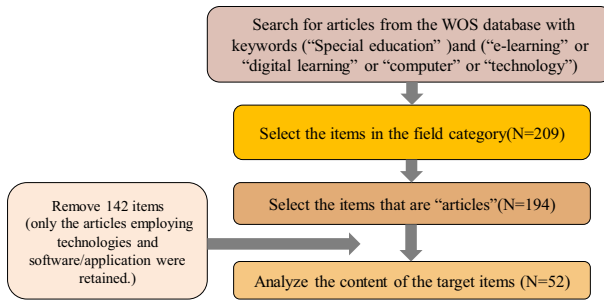 Search for articles from the WOS database with
keywords (“Special education” )and (“e-learning” or
“digital learning” or “computer” or “technology”)
Select the items in the field category(N=209)
Select the items that are “articles”(N=194)
Remove 142 items
(only the articles employing
technologies and
software/application were
retained.)
Analyze the content of the target items (N=52)